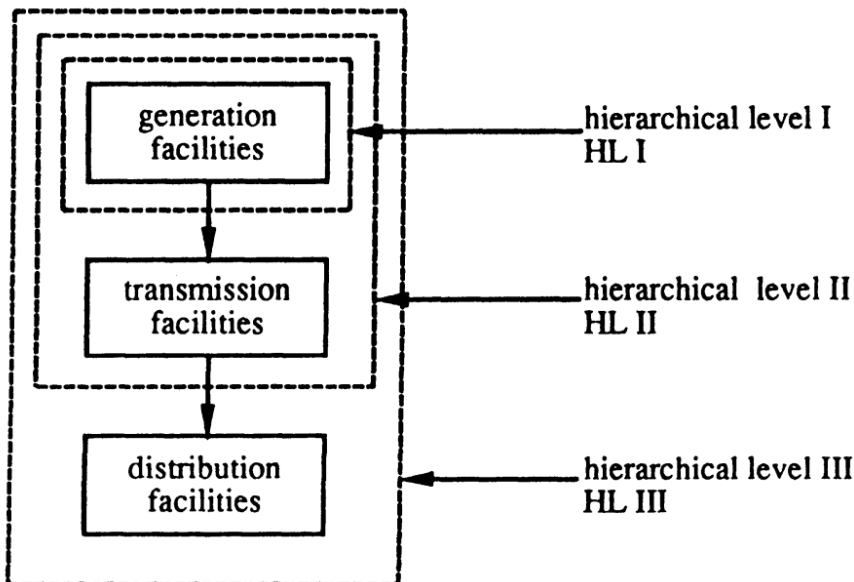 generation
facilities
hierarchical level I
HL I
transmission
facilities
hierarchical level II
HL II
distribution
facilities
hierarchical level III
HL III